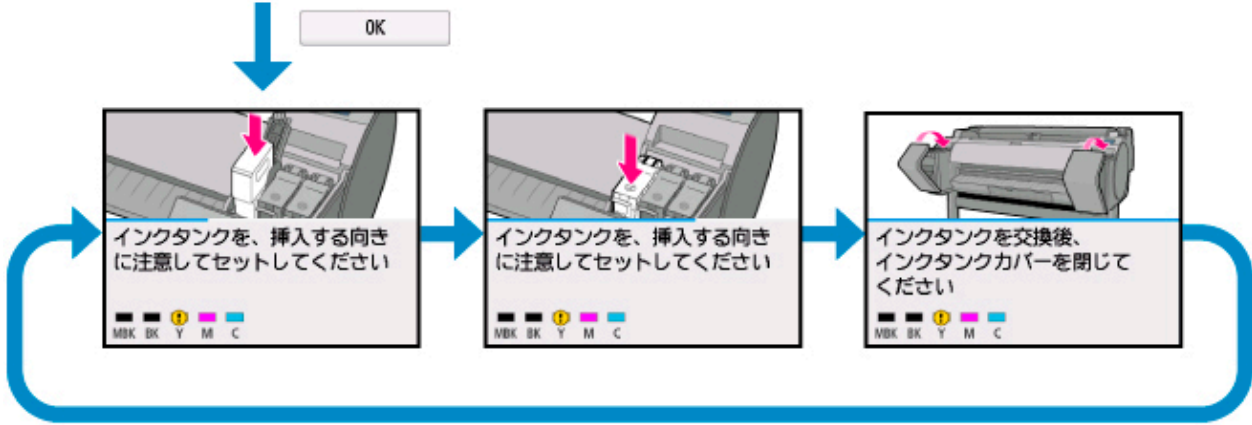 OK
インクタンクを、挿入する向き
に注意してセットしてください
MBK BK Y M C
インクタンクを、挿入する向き
に注意してセットしてください
MBK BK Y M C
インクタンクを交換後、
インクタンクカバーを閉じて
ください
MBK BK Y M C